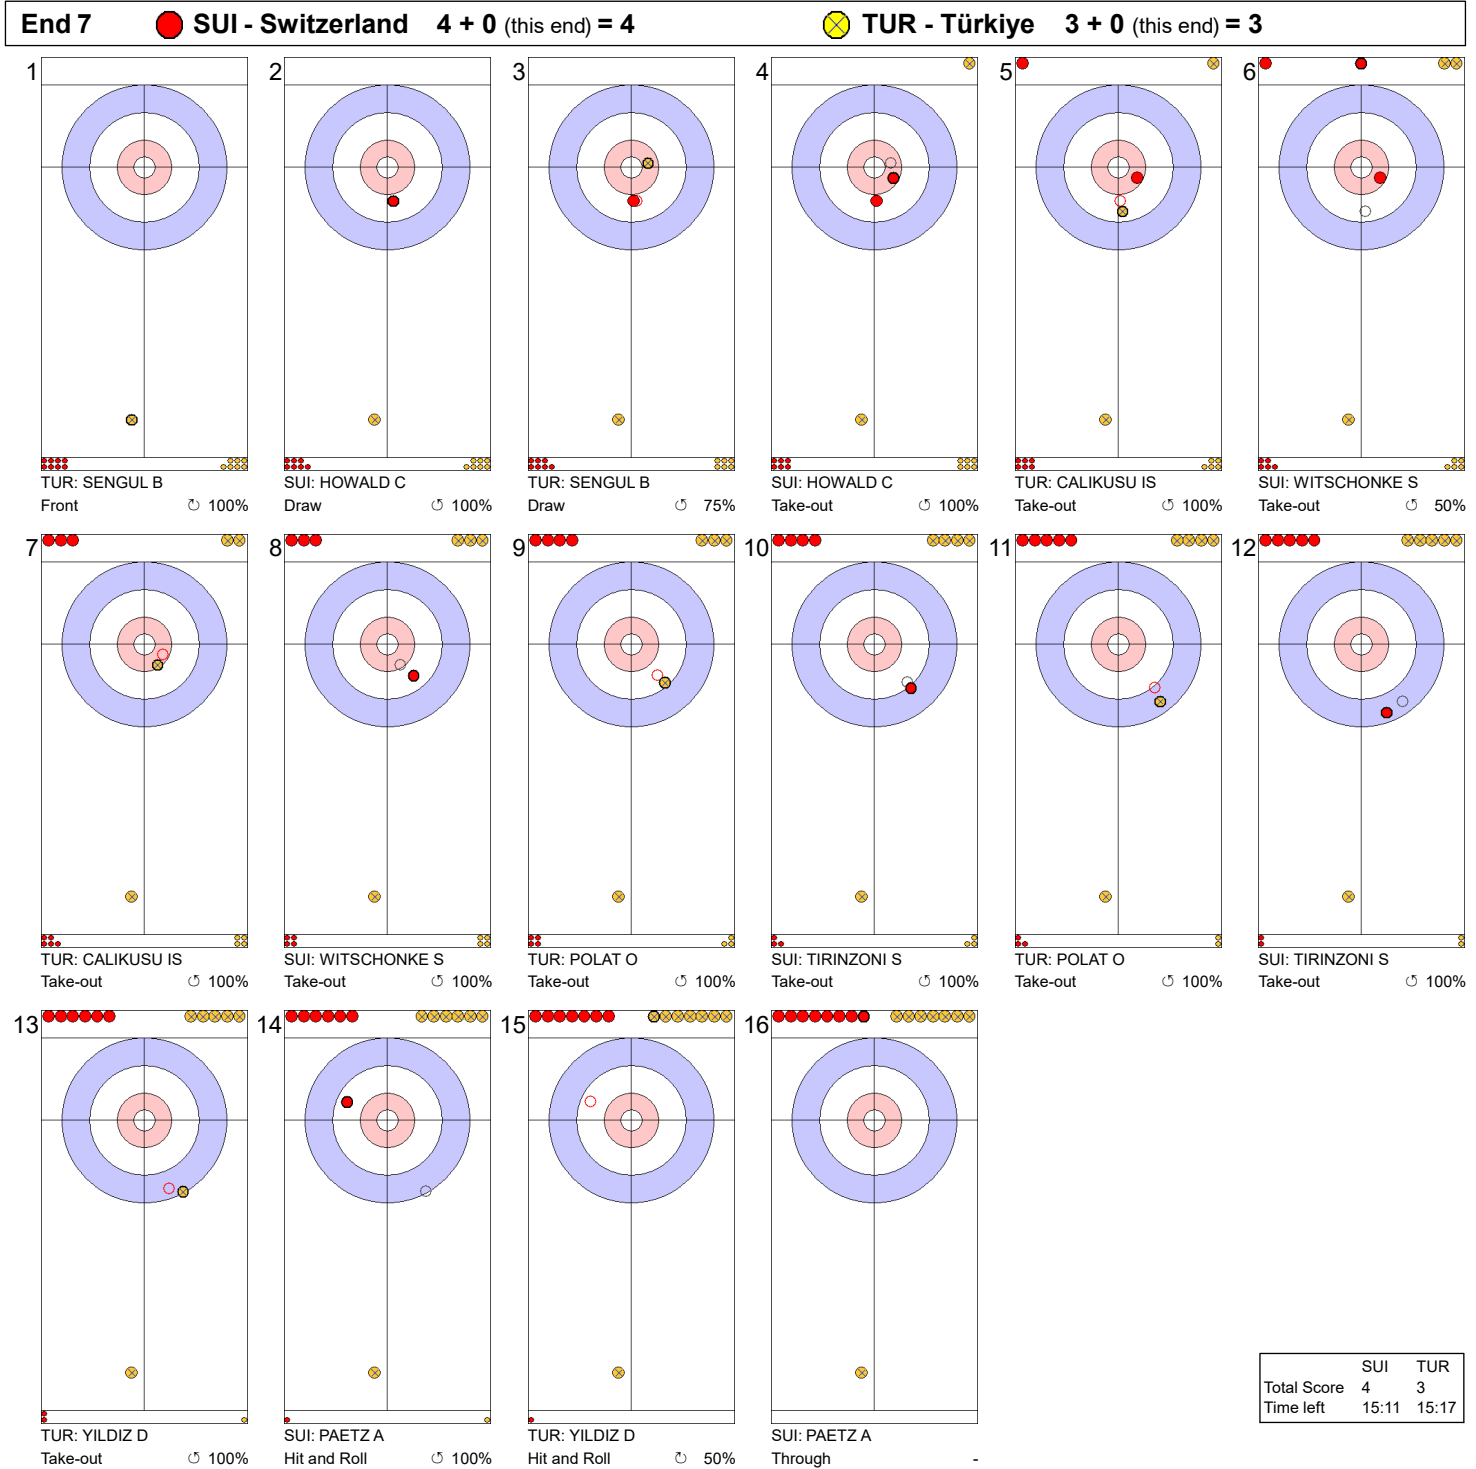 End 7 SUI - Switzerland 4 + 0 (this end) = 4 TUR - Türkiye 3 + 0 (this end) = 3
1 2 3 4 5 6
TUR: SENGUL B SUI: HOWALD C TUR: SENGUL B SUI: HOWALD C TUR: CALIKUSU IS SUI: WITSCHONKE S
Front ↻ 100% Draw ↺ 100% Draw ↺ 75% Take-out ↺ 100% Take-out ↺ 100% Take-out ↺ 50%
7 8 9 10 11 12
TUR: CALIKUSU IS SUI: WITSCHONKE S TUR: POLAT O SUI: TIRINZONI S TUR: POLAT O SUI: TIRINZONI S
Take-out ↺ 100% Take-out ↺ 100% Take-out ↺ 100% Take-out ↺ 100% Take-out ↺ 100% Take-out ↺ 100%
13 14 15 16
TUR: YILDIZ D SUI: PAETZ A TUR: YILDIZ D SUI: PAETZ A
Take-out ↺ 100% Hit and Roll ↺ 100% Hit and Roll ↻ 50% Through -
SUI TUR
Total Score 4 3
Time left 15:11 15:17